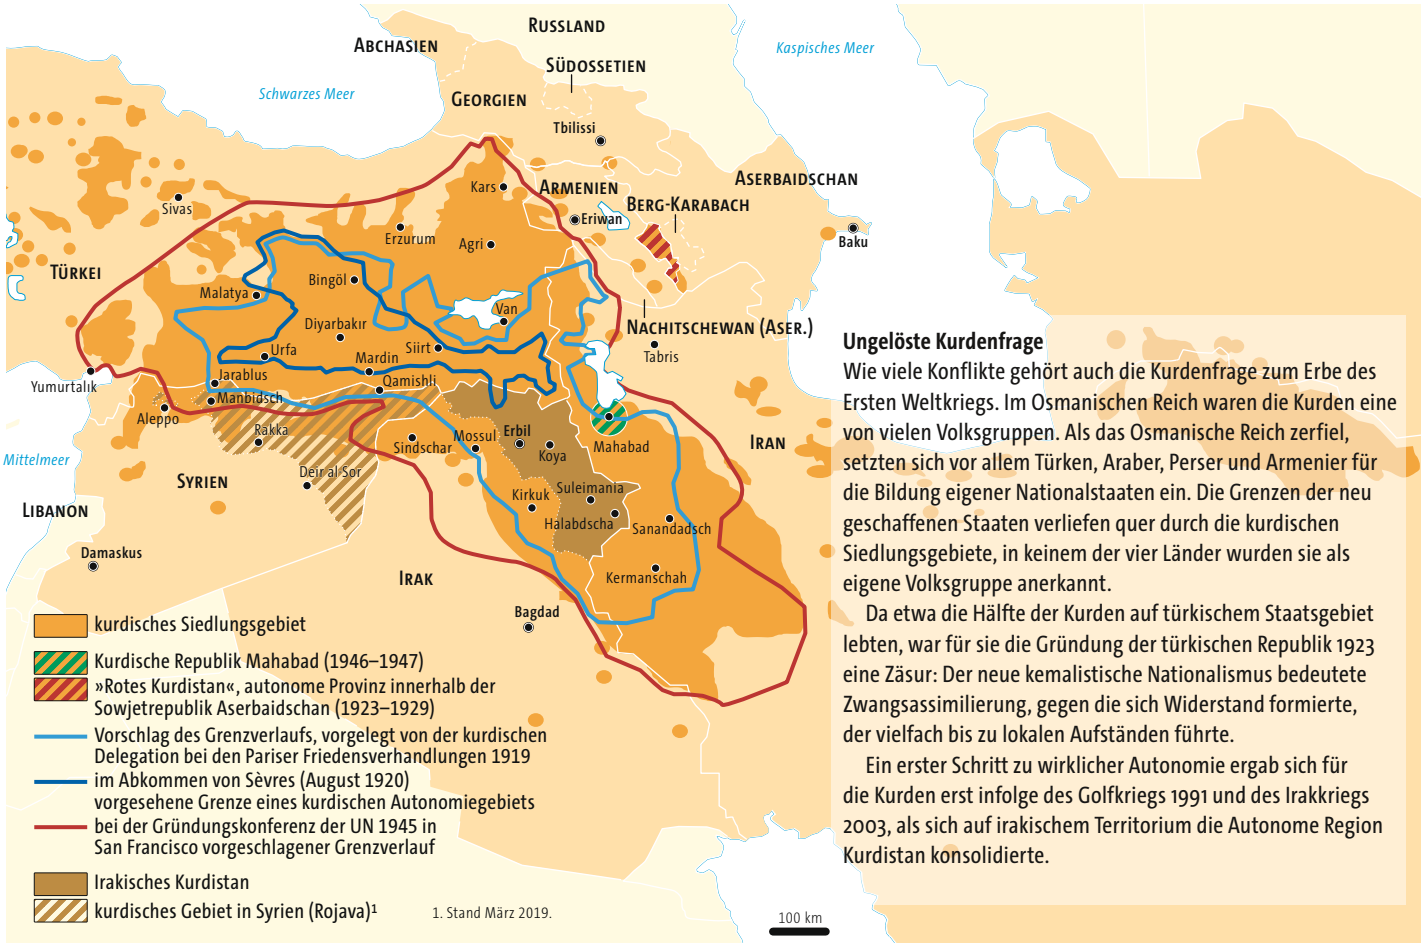 Russland
Abchasien
Kaspisches Meer
Südossetien
Schwarzes Meer
Georgien
Tbilissi
Aserbaidschan
Kars
Armenien
Berg-Karabach
Sivas
Eriwan
Erzurum
Agri
Baku
Türkei
Bingöl
Malatya
Van
Diyarbakır
Nachitschewan (Aser.)
Siirt
Urfa
Mardin
Tabris
Jarablus
Qamishli
Yumurtalık
Manbidsch
Aleppo
Rakka
Erbil
Mossul
Sindschar
Koya
Mahabad
Iran
Mittelmeer
Deir al-Sor
Syrien
Suleimania
Kirkuk
Libanon
Halabdscha
Sanandadsch
Damaskus
Irak
Kermanschah
Bagdad
Ungelöste Kurdenfrage
Wie viele Konflikte gehört auch die Kurdenfrage zum Erbe des
Ersten Weltkriegs. Im Osmanischen Reich waren die Kurden eine
von vielen Volksgruppen. Als das Osmanische Reich zerfiel,
setzten sich vor allem Türken, Araber, Perser und Armenier für
die Bildung eigener Nationalstaaten ein. Die Grenzen der neu
geschaffenen Staaten verliefen quer durch die kurdischen
Siedlungsgebiete, in keinem der vier Länder wurden sie als
eigene Volksgruppe anerkannt.
Da etwa die Hälfte der Kurden auf türkischem Staatsgebiet
lebten, war für sie die Gründung der türkischen Republik 1923
eine Zäsur: Der neue kemalistische Nationalismus bedeutete
Zwangsassimilierung, gegen die sich Widerstand formierte,
der vielfach bis zu lokalen Aufständen führte.
Ein erster Schritt zu wirklicher Autonomie ergab sich für
die Kurden erst infolge des Golfkriegs 1991 und des Irakkriegs
2003, als sich auf irakischem Territorium die Autonome Region
Kurdistan konsolidierte.
kurdisches Siedlungsgebiet
Kurdische Republik Mahabad (1946–1947)
»Rotes Kurdistan«, autonome Provinz innerhalb der
Sowjetrepublik Aserbaidschan (1923–1929)
Vorschlag des Grenzverlaufs, vorgelegt von der kurdischen
Delegation bei den Pariser Friedensverhandlungen 1919
im Abkommen von Sèvres (August 1920)
vorgesehene Grenze eines kurdischen Autonomiegebiets
bei der Gründungskonferenz der UN 1945 in
San Francisco vorgeschlagener Grenzverlauf
Irakisches Kurdistan
kurdisches Gebiet in Syrien (Rojava)¹
1. Stand März 2019.
100 km